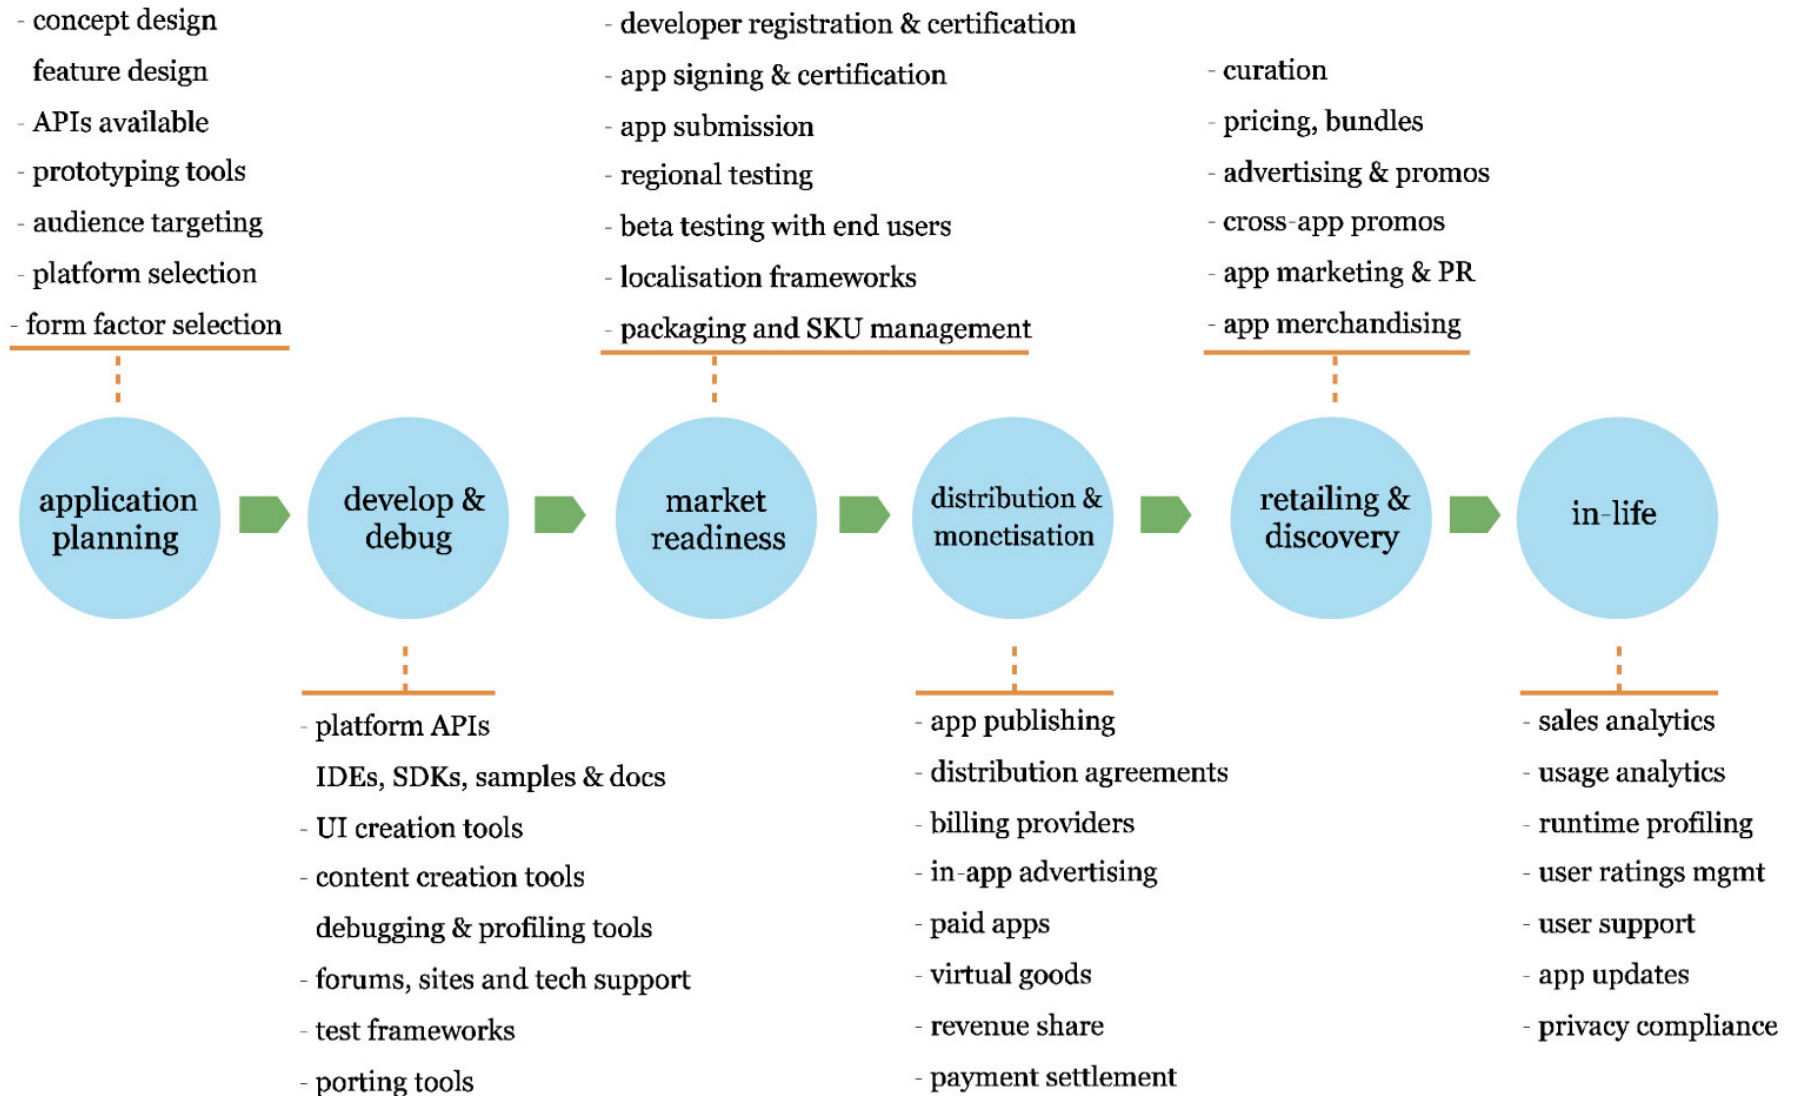 - concept design
feature design
- APIs available
- prototyping tools
- audience targeting
- platform selection
- form factor selection
- developer registration & certification
- app signing & certification
- app submission
- regional testing
- beta testing with end users
- localisation frameworks
- packaging and SKU management
- curation
- pricing, bundles
- advertising & promos
- cross-app promos
- app marketing & PR
- app merchandising
application
planning
develop &
debug
market
readiness
distribution &
monetisation
retailing &
discovery
in-life
- platform APIs
IDEs, SDKs, samples & docs
- UI creation tools
- content creation tools
debugging & profiling tools
- forums, sites and tech support
- test frameworks
- porting tools
- app publishing
- distribution agreements
- billing providers
- in-app advertising
- paid apps
- virtual goods
- revenue share
- payment settlement
- sales analytics
- usage analytics
- runtime profiling
- user ratings mgmt
- user support
- app updates
- privacy compliance